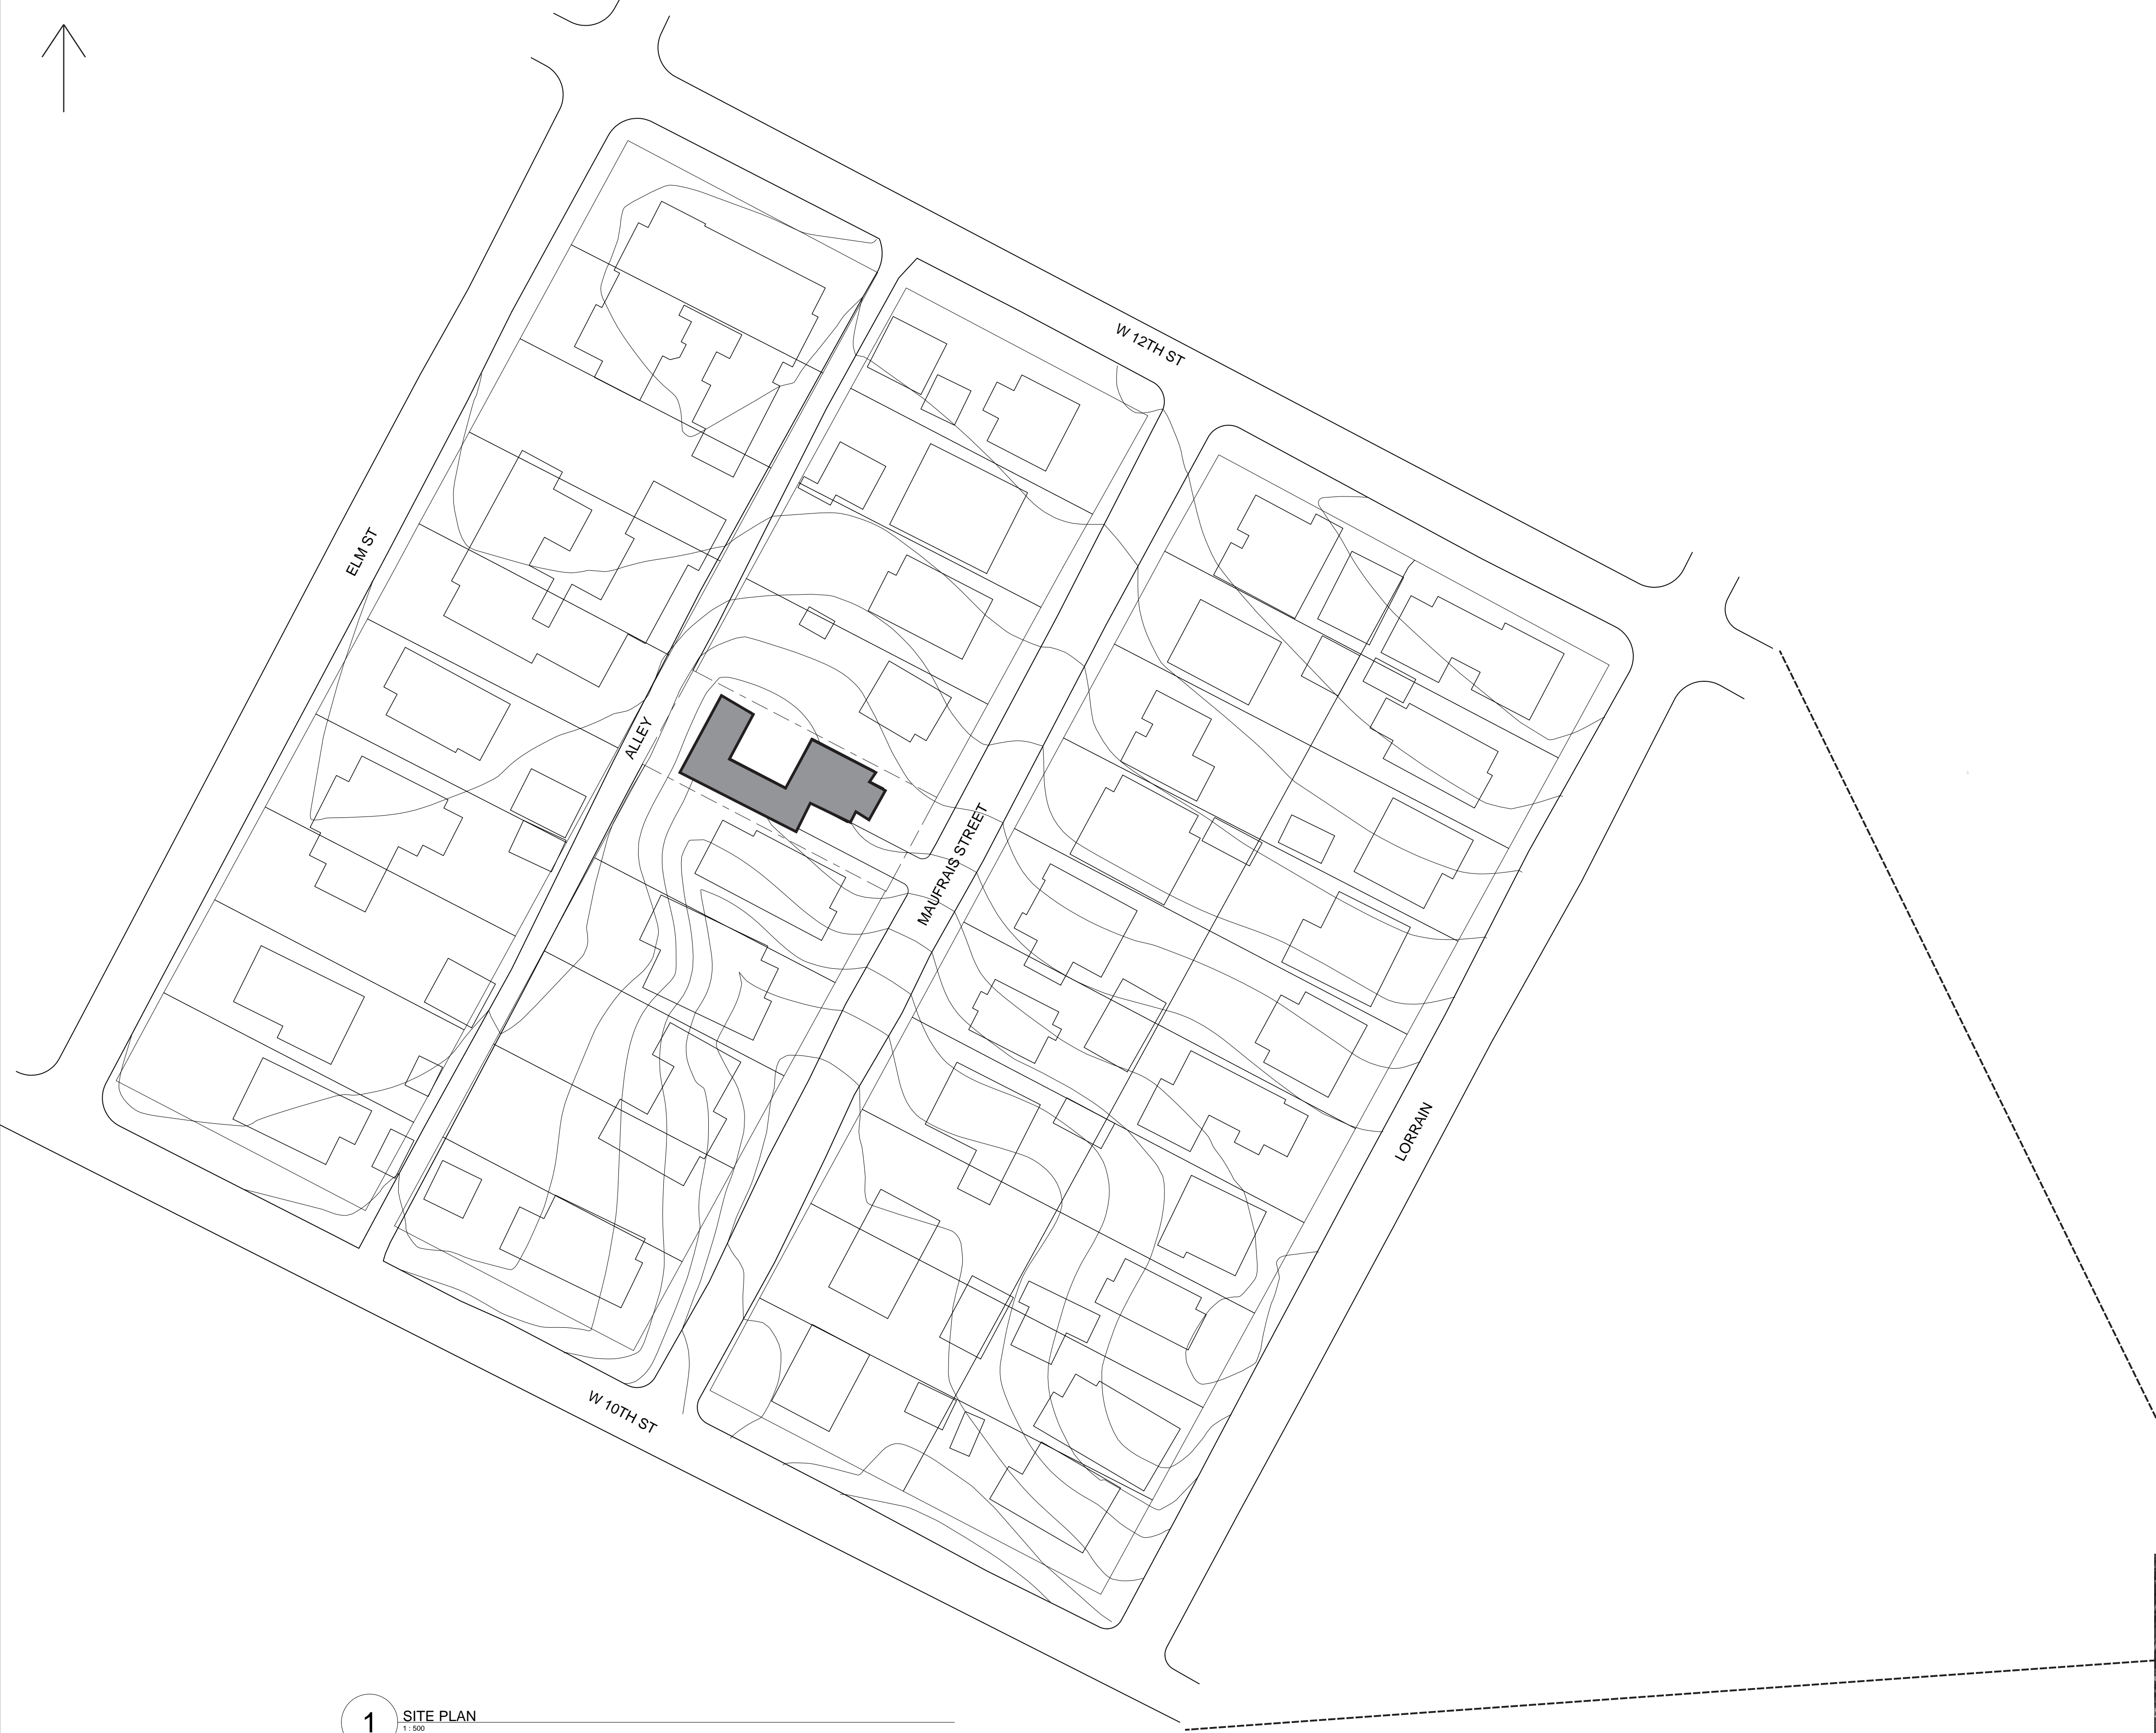 W 12TH ST
ELM ST
ALLEY
MAUFRAIS STREET
LORRAIN
W 10TH ST
1
SITE PLAN
1 : 500